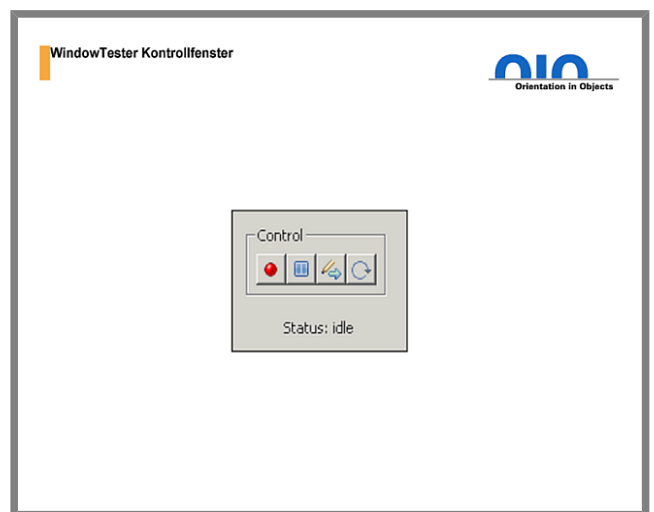 WindowTester Kontrollfenster
OIO
Orientation in Objects
Control
Status: idle